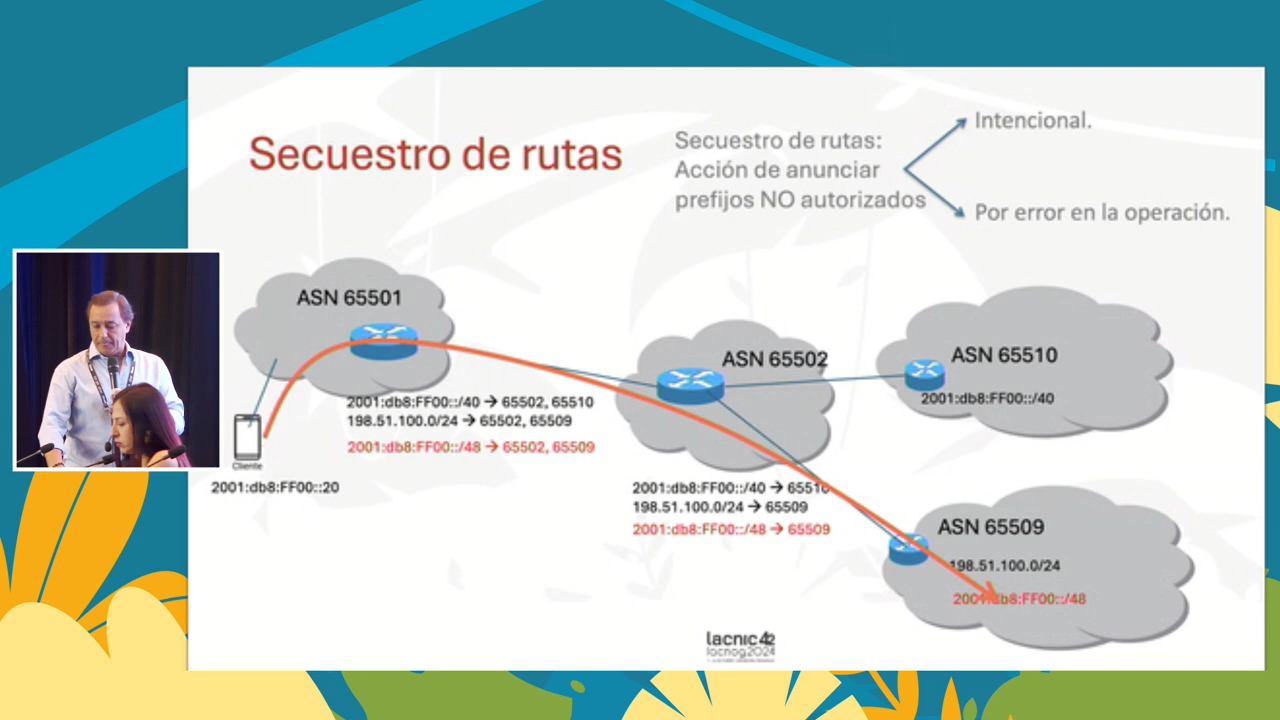 Secuestro de rutas
Secuestro de rutas:
Acción de anunciar
prefijos NO autorizados
Intencional.
Por error en la operación.
ASN 65501
2001:db8:FF00::/40 → 65502, 65510
198.51.100.0/24 → 65502, 65509
2001:db8:FF00::/48 → 65502, 65509
Cliente
2001:db8:FF00::20
ASN 65502
2001:db8:FF00::/40 → 65510
198.51.100.0/24 → 65509
2001:db8:FF00::/48 → 65509
ASN 65510
2001:db8:FF00::/40
ASN 65509
198.51.100.0/24
2001:db8:FF00::/48
lacnic42
lacnog2024